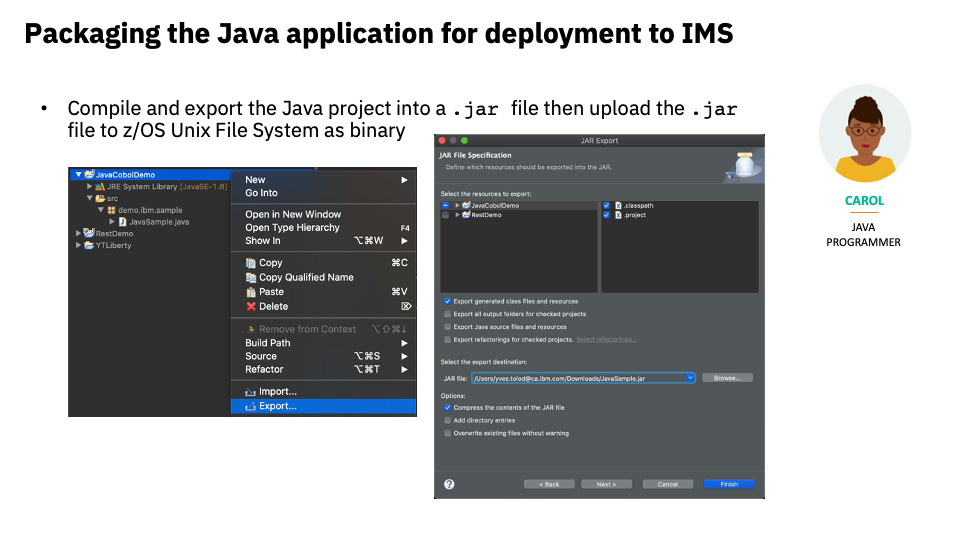 Packaging the Java application for deployment to IMS
• Compile and export the Java project into a .jar file then upload the .jar
file to z/OS Unix File System as binary
JavaCobolDemo
JRE System Library [JavaSE-1.8]
src
demo.ibm.sample
JavaSample.java
RestDemo
YTLiberty
New
Go Into
Open in New Window
Open Type Hierarchy F4
Show In ⌥⌘W
Copy ⌘C
Copy Qualified Name
Paste ⌘V
Delete ⌦
Remove from Context ⌥⇧⌘↓
Build Path
Source ⌥⌘S
Refactor ⌥⌘T
Import...
Export...
JAR Export
JAR File Specification
Define which resources should be exported into the JAR.
Select the resources to export:
JavaCobolDemo
RestDemo
.classpath
.project
Export generated class files and resources
Export all output folders for checked projects
Export Java source files and resources
Export refactorings for checked projects. Select refactorings...
Select the export destination:
JAR file: /Users/yves.tolod@ca.ibm.com/Downloads/JavaSample.jar Browse...
Options:
Compress the contents of the JAR file
Add directory entries
Overwrite existing files without warning
? < Back Next > Cancel Finish
CAROL
JAVA
PROGRAMMER